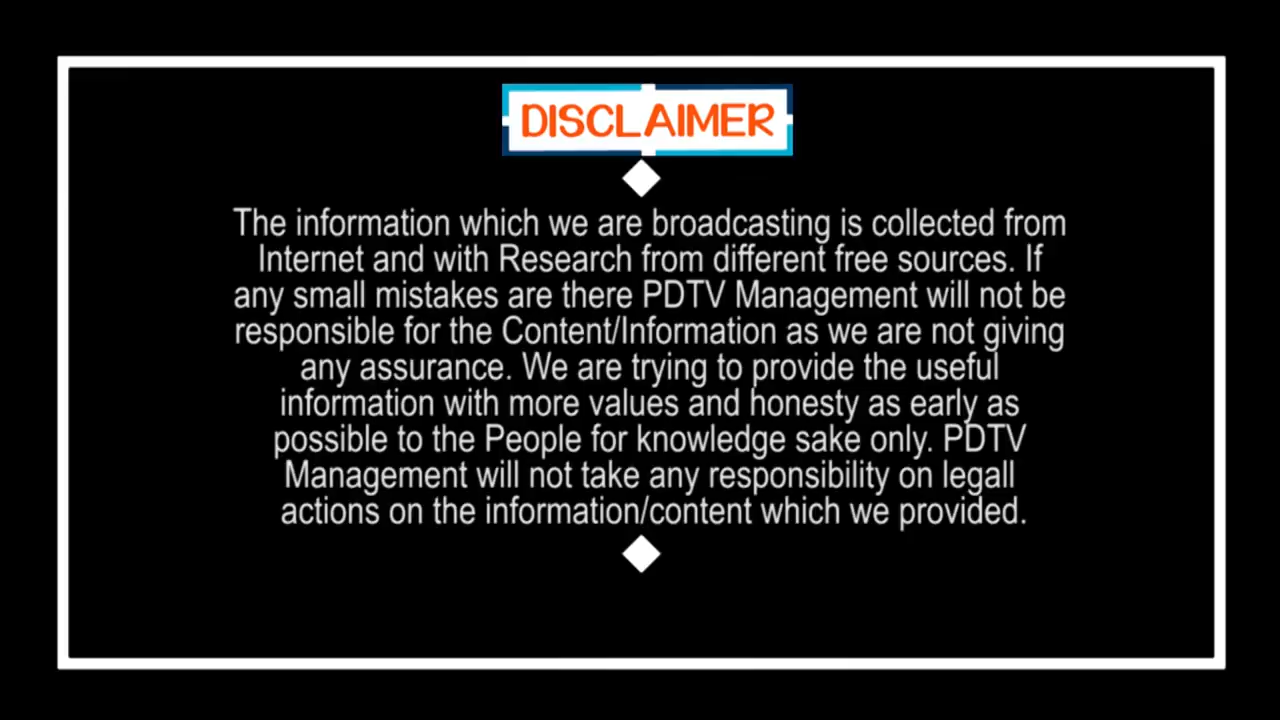 DISCLAIMER
The information which we are broadcasting is collected from
Internet and with Research from different free sources. If
any small mistakes are there PDTV Management will not be
responsible for the Content/Information as we are not giving
any assurance. We are trying to provide the useful
information with more values and honesty as early as
possible to the People for knowledge sake only. PDTV
Management will not take any responsibility on legall
actions on the information/content which we provided.